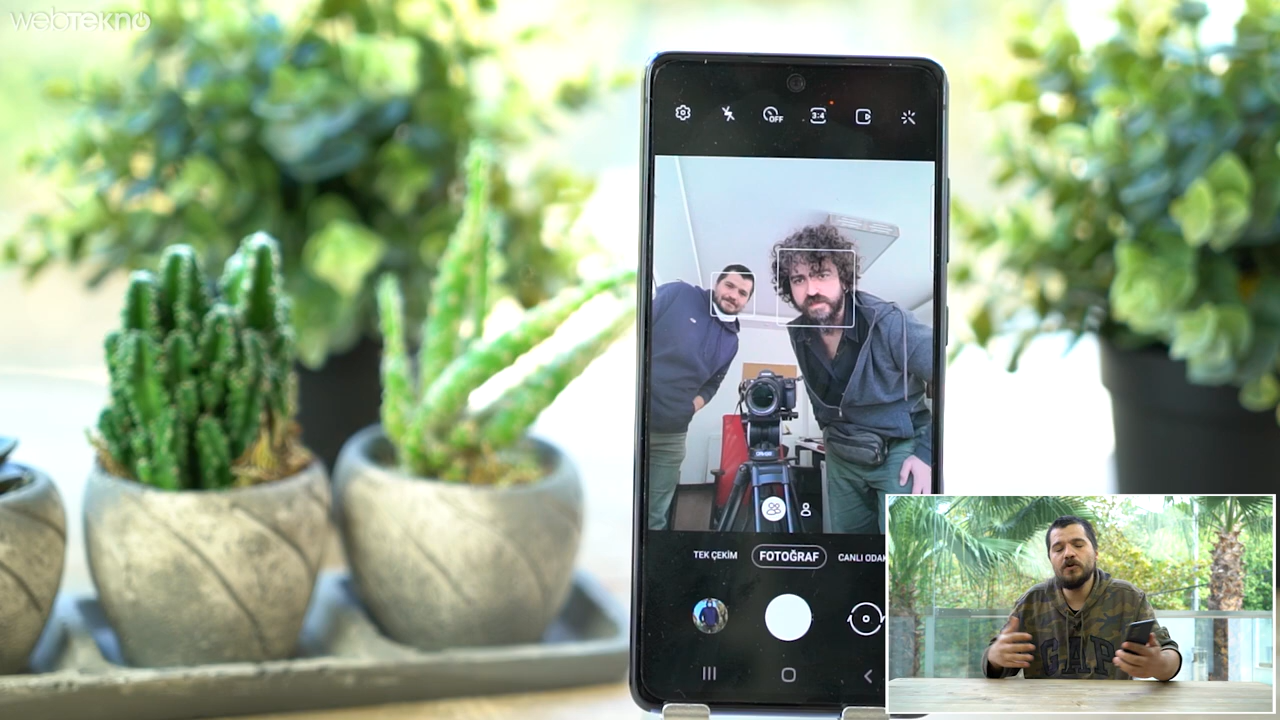 webtekno
OFF
3:4
TEK ÇEKİM
FOTOĞRAF
CANLI ODAK
GAP